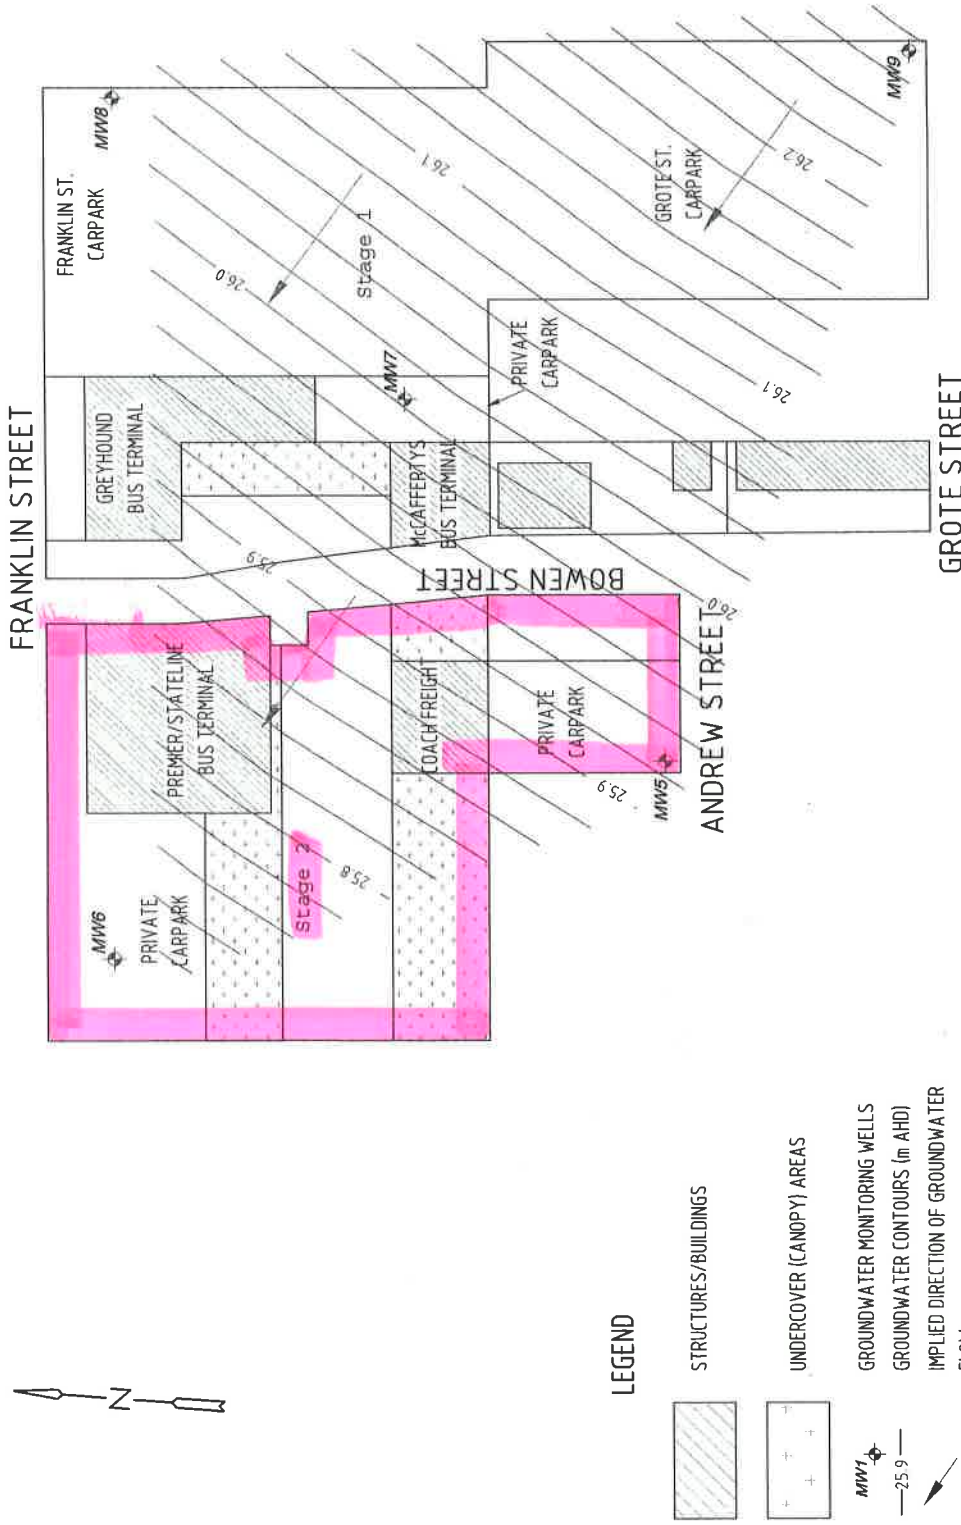 FRANKLIN STREET
FRANKLIN ST.
CARPARK
MW8
GREYHOUND
BUS TERMINAL
26.0
Stage 1
26.1
MW7
PRIVATE
CARPARK
GROTE ST.
CARPARK
26.2
MW9
McCAFFERTYS
BUS TERMINAL
26.1
GROTE STREET
25.9
BOWEN STREET
PREMIER/STATELINE
BUS TERMINAL
COACHFREIGHT
PRIVATE
CARPARK
26.0
ANDREW STREET
25.9
MW5
Stage 2
25.8
MW6
PRIVATE
CARPARK
N
LEGEND
STRUCTURES/BUILDINGS
UNDERCOVER (CANOPY) AREAS
MW1
GROUNDWATER MONITORING WELLS
25.9
GROUNDWATER CONTOURS (m AHD)
IMPLIED DIRECTION OF GROUNDWATER